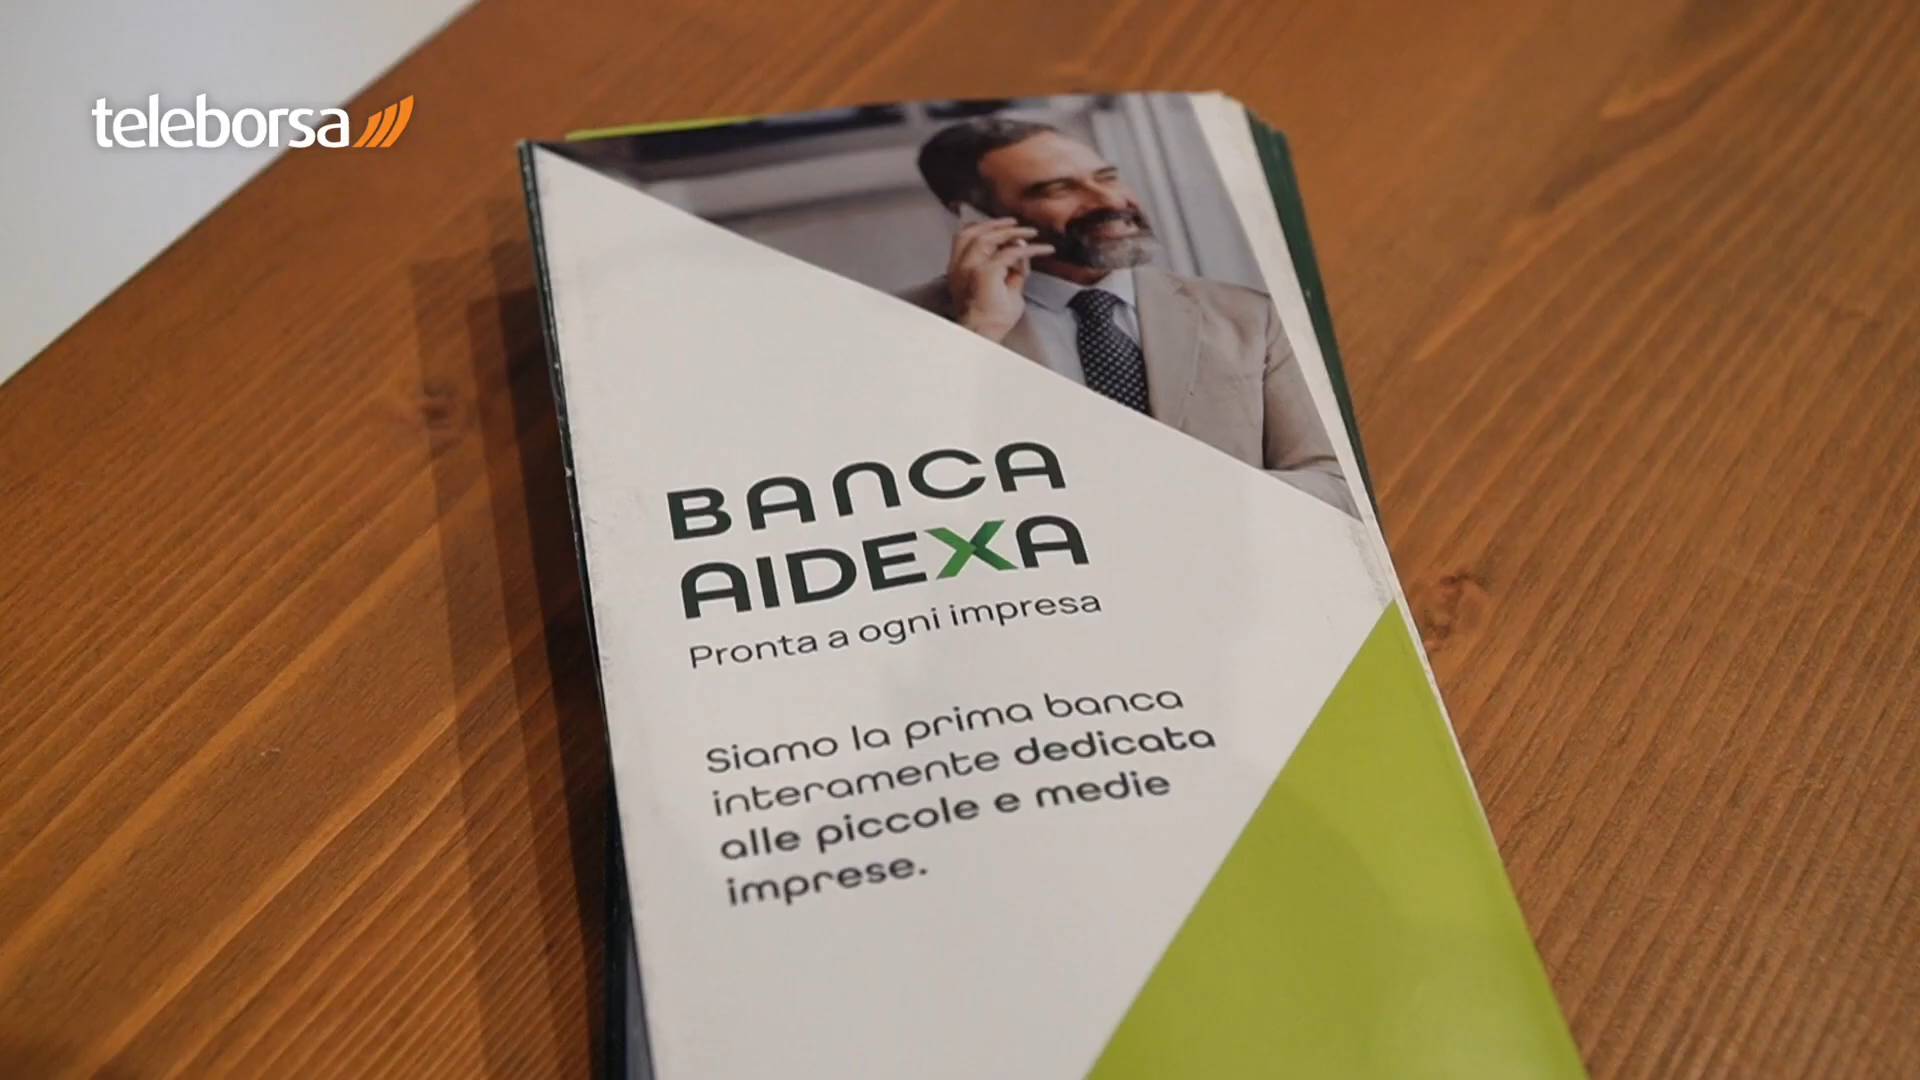 teleborsa
BANCA
AIDEXA
Pronta a ogni impresa
Siamo la prima banca
interamente dedicata
alle piccole e medie
imprese.